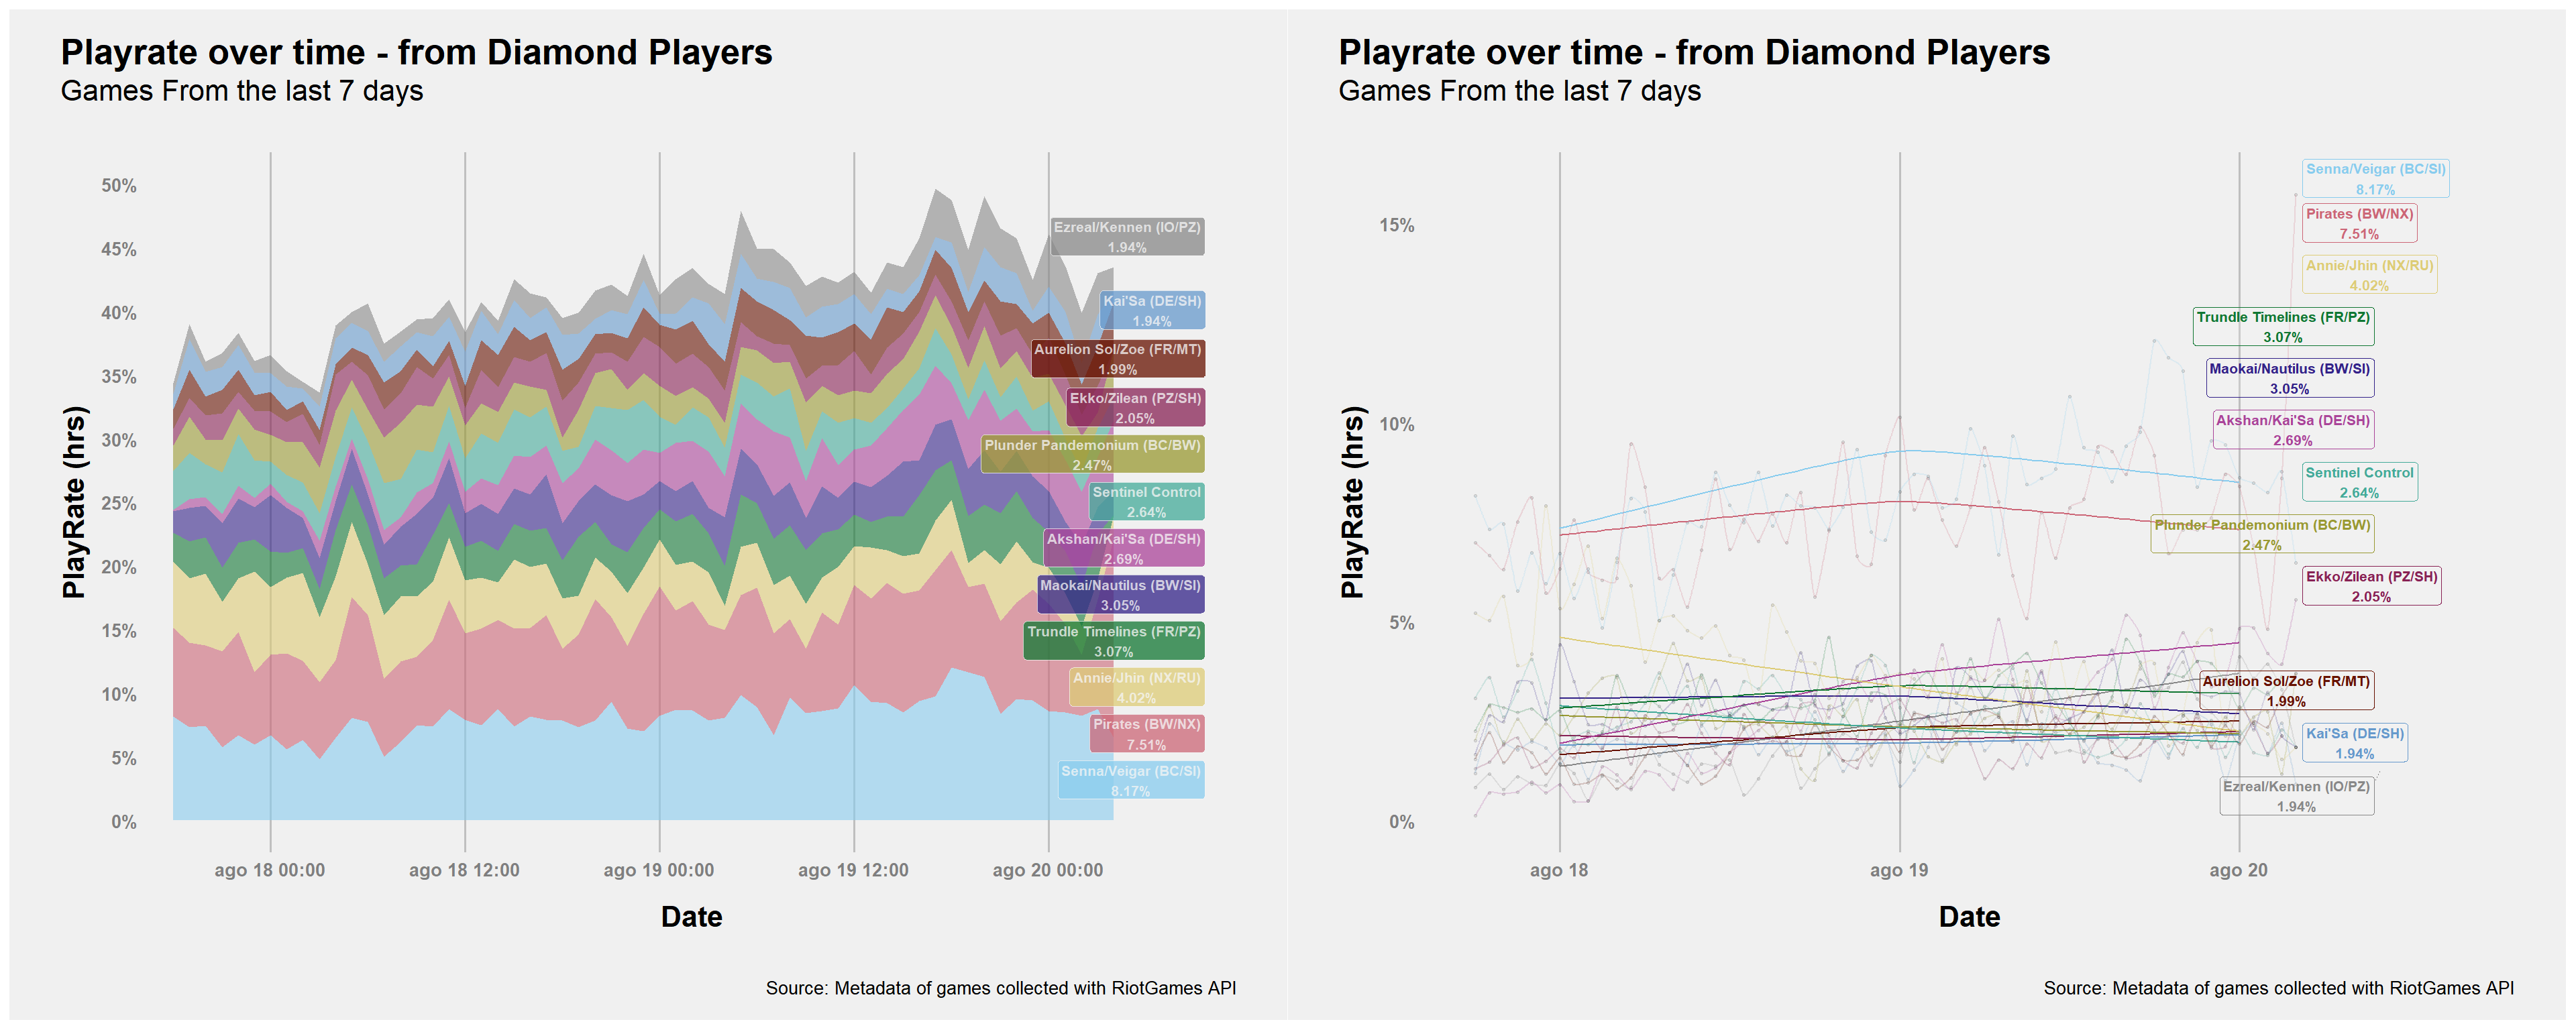 Playrate over time - from Diamond Players
Games From the last 7 days
PlayRate (hrs)
50%
45%
40%
35%
30%
25%
20%
15%
10%
5%
0%
Ezreal/Kennen (IO/PZ)
1.94%
Kai'Sa (DE/SH)
1.94%
Aurelion Sol/Zoe (FR/MT)
1.99%
Ekko/Zilean (PZ/SH)
2.05%
Plunder Pandemonium (BC/BW)
2.47%
Sentinel Control
2.64%
Akshan/Kai'Sa (DE/SH)
2.69%
Maokai/Nautilus (BW/SI)
3.05%
Trundle Timelines (FR/PZ)
3.07%
Annie/Jhin (NX/RU)
4.02%
Pirates (BW/NX)
7.51%
Senna/Veigar (BC/SI)
8.17%
ago 18 00:00
ago 18 12:00
ago 19 00:00
ago 19 12:00
ago 20 00:00
Date
Source: Metadata of games collected with RiotGames API
Playrate over time - from Diamond Players
Games From the last 7 days
PlayRate (hrs)
15%
10%
5%
0%
Senna/Veigar (BC/SI)
8.17%
Pirates (BW/NX)
7.51%
Annie/Jhin (NX/RU)
4.02%
Trundle Timelines (FR/PZ)
3.07%
Maokai/Nautilus (BW/SI)
3.05%
Akshan/Kai'Sa (DE/SH)
2.69%
Sentinel Control
2.64%
Plunder Pandemonium (BC/BW)
2.47%
Ekko/Zilean (PZ/SH)
2.05%
Aurelion Sol/Zoe (FR/MT)
1.99%
Kai'Sa (DE/SH)
1.94%
Ezreal/Kennen (IO/PZ)
1.94%
ago 18
ago 19
ago 20
Date
Source: Metadata of games collected with RiotGames API